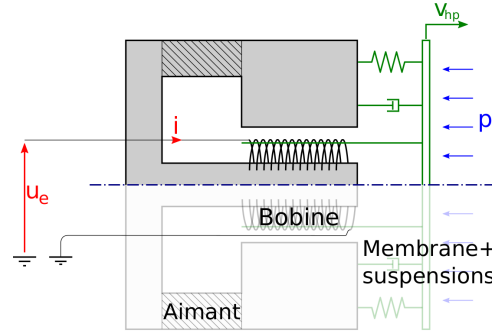 v_hp
p
i
u_e
Bobine
Membrane+
suspensions
Aimant